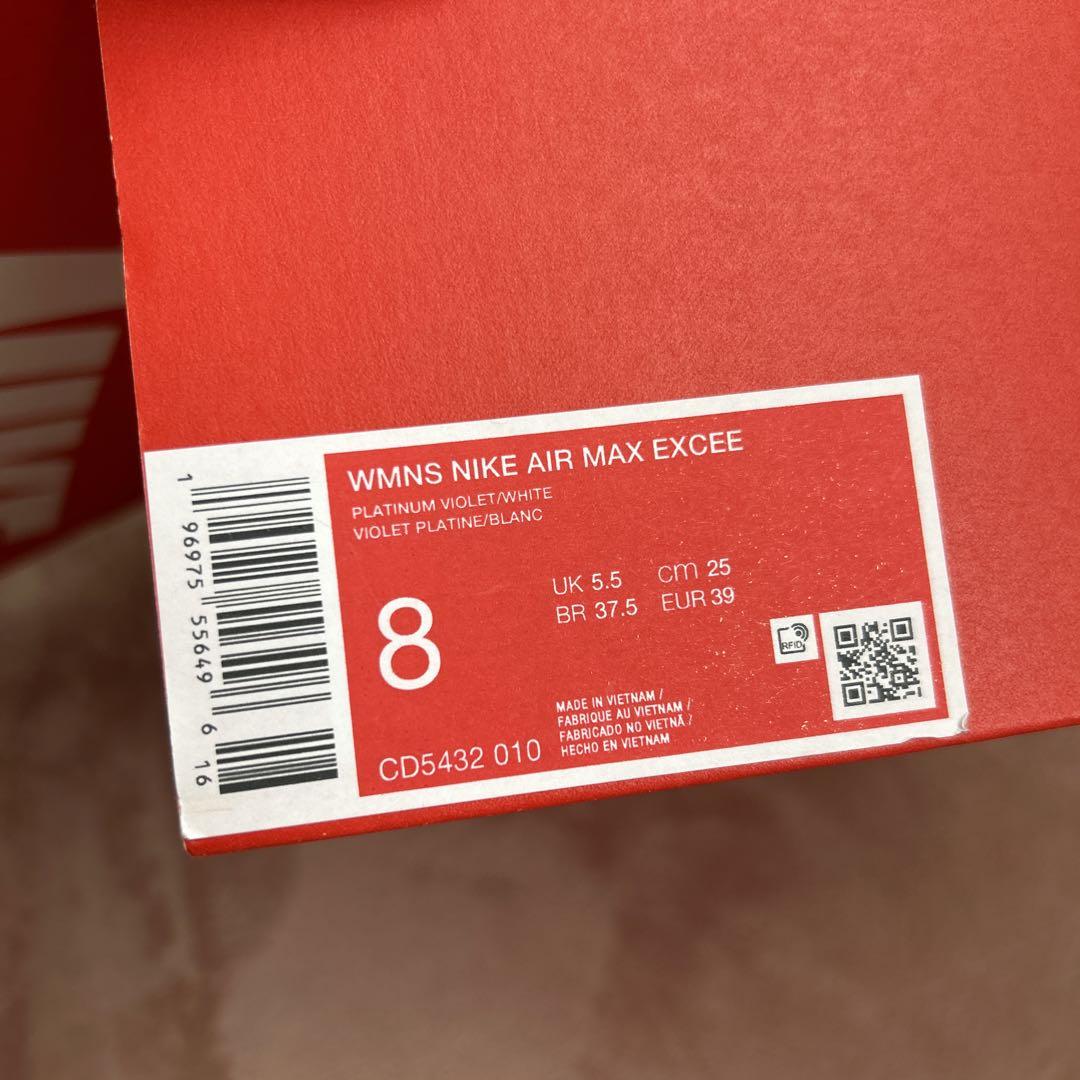 WMNS NIKE AIR MAX EXCEE
PLATINUM VIOLET/WHITE
VIOLET PLATINE/BLANC
8
UK 5.5 cm 25
BR 37.5 EUR 39
RFID
MADE IN VIETNAM /
FABRIQUE AU VIETNAM /
FABRICADO NO VIETNÃ /
HECHO EN VIETNAM
CD5432 010
1 96975 55649 6 16